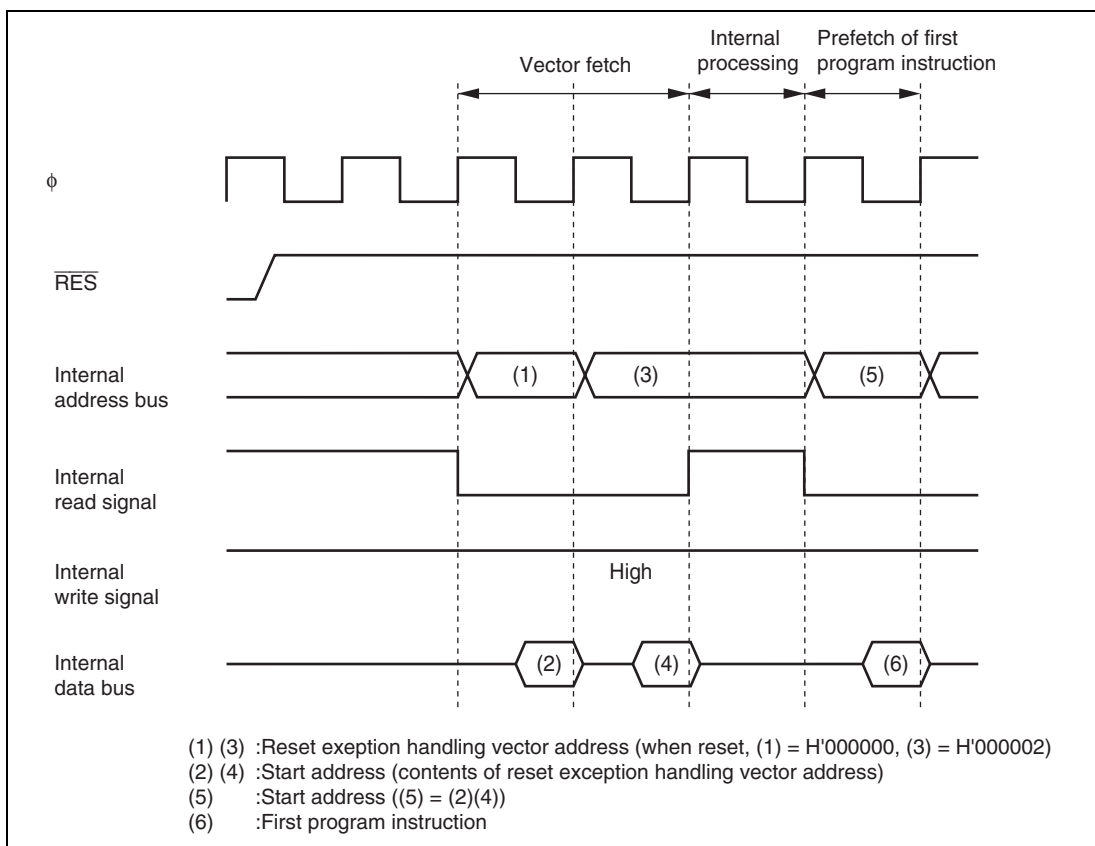 Vector fetch
Internal
processing
Prefetch of first
program instruction
ϕ
RES
Internal
address bus
(1)
(3)
(5)
Internal
read signal
Internal
write signal
High
Internal
data bus
(2)
(4)
(6)
(1) (3) :Reset exeption handling vector address (when reset, (1) = H'000000, (3) = H'000002)
(2) (4) :Start address (contents of reset exception handling vector address)
(5) :Start address ((5) = (2)(4))
(6) :First program instruction